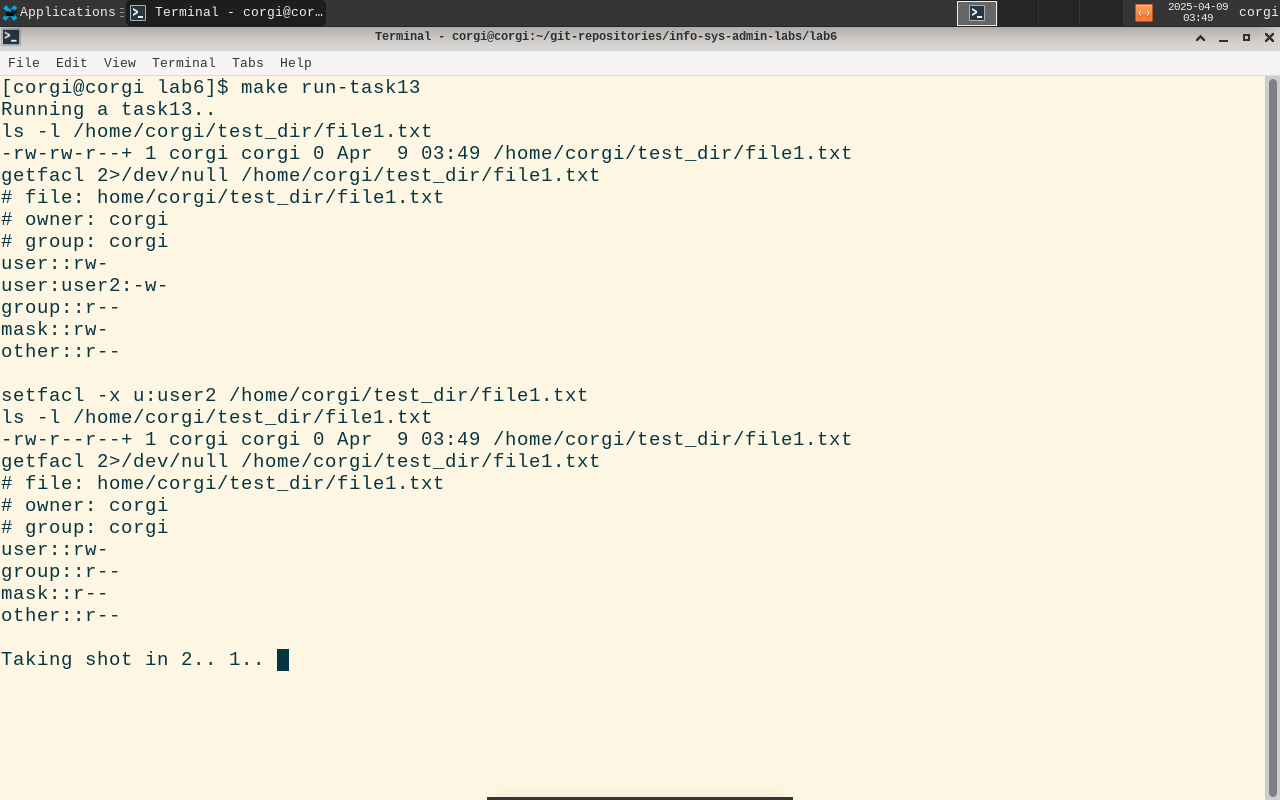 Applications
Terminal - corgi@cor...
2025-04-09
03:49
corgi
Terminal - corgi@corgi:~/git-repositories/info-sys-admin-labs/lab6
File Edit View Terminal Tabs Help
[corgi@corgi lab6]$ make run-task13
Running a task13..
ls -l /home/corgi/test_dir/file1.txt
-rw-rw-r--+ 1 corgi corgi 0 Apr  9 03:49 /home/corgi/test_dir/file1.txt
getfacl 2>/dev/null /home/corgi/test_dir/file1.txt
# file: home/corgi/test_dir/file1.txt
# owner: corgi
# group: corgi
user::rw-
user:user2:-w-
group::r--
mask::rw-
other::r--

setfacl -x u:user2 /home/corgi/test_dir/file1.txt
ls -l /home/corgi/test_dir/file1.txt
-rw-r--r--+ 1 corgi corgi 0 Apr  9 03:49 /home/corgi/test_dir/file1.txt
getfacl 2>/dev/null /home/corgi/test_dir/file1.txt
# file: home/corgi/test_dir/file1.txt
# owner: corgi
# group: corgi
user::rw-
group::r--
mask::r--
other::r--

Taking shot in 2.. 1..